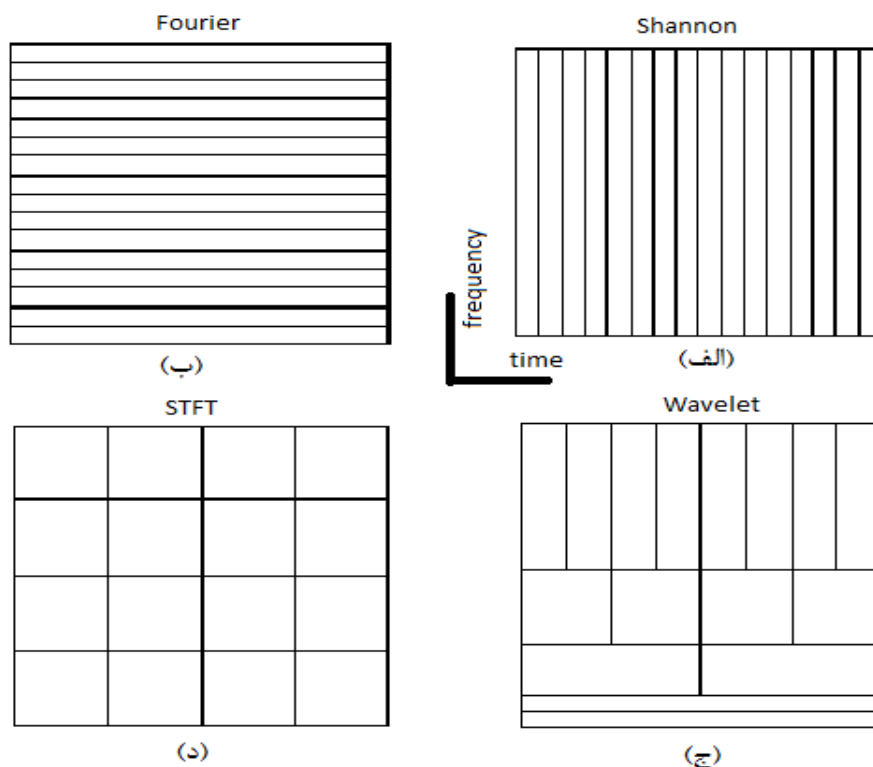 Fourier
Shannon
frequency
time
(ب)
(الف)
STFT
Wavelet
(د)
(ج)